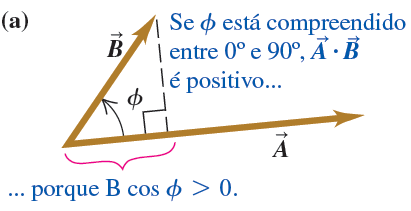 (a)
Se ϕ está compreendido
entre 0º e 90º, A⃗ · B⃗
é positivo...
B⃗
ϕ
A⃗
... porque B cos ϕ > 0.